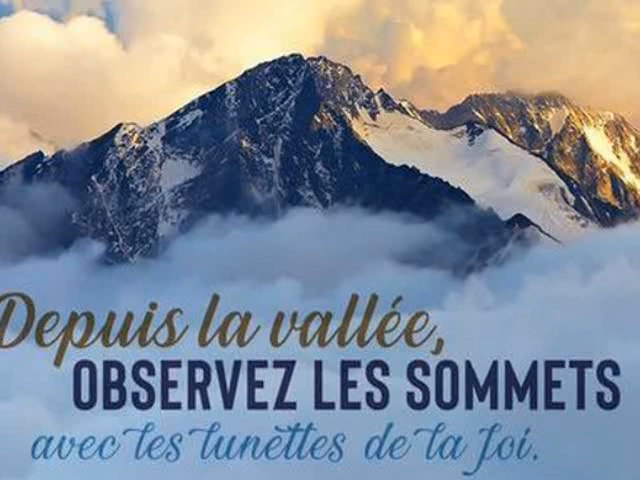 Depuis la vallée,
OBSERVEZ LES SOMMETS
avec les lunettes de la foi.